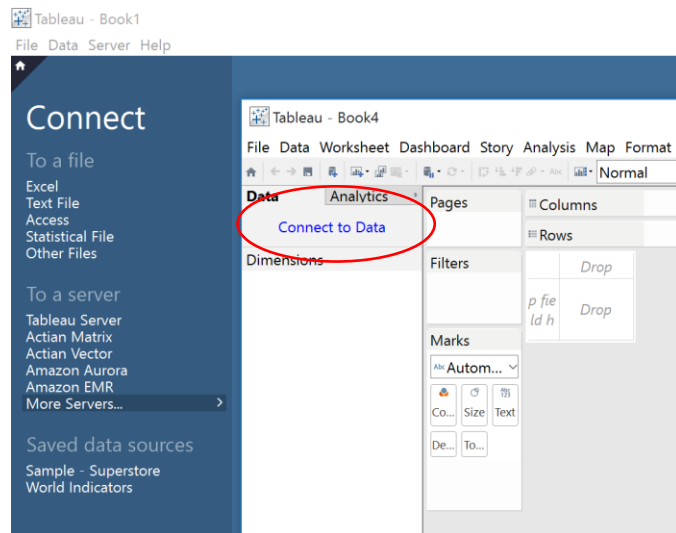 Tableau - Book1
File Data Server Help
Connect
To a file
Excel
Text File
Access
Statistical File
Other Files
To a server
Tableau Server
Actian Matrix
Actian Vector
Amazon Aurora
Amazon EMR
More Servers...
Saved data sources
Sample - Superstore
World Indicators
Tableau - Book4
File Data Worksheet Dashboard Story Analysis Map Format
Normal
Data Analytics
Connect to Data
Dimensions
Pages
Filters
Marks
Abc Autom...
Co... Size Text
De... To...
Columns
Rows
Drop
p fie
ld h
Drop